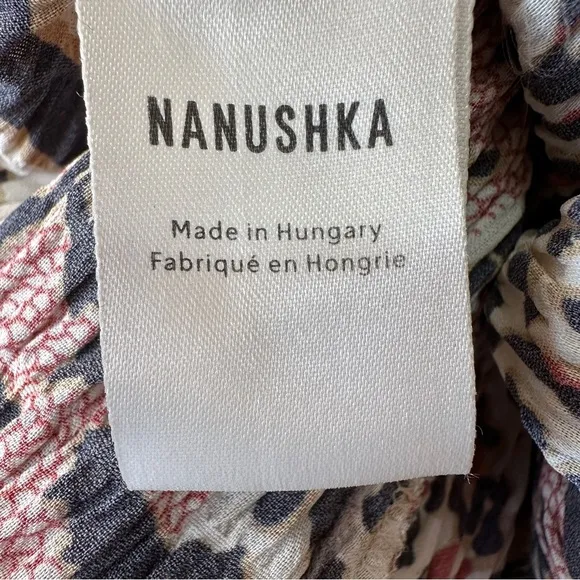 NANUSHKA
Made in Hungary
Fabriqué en Hongrie